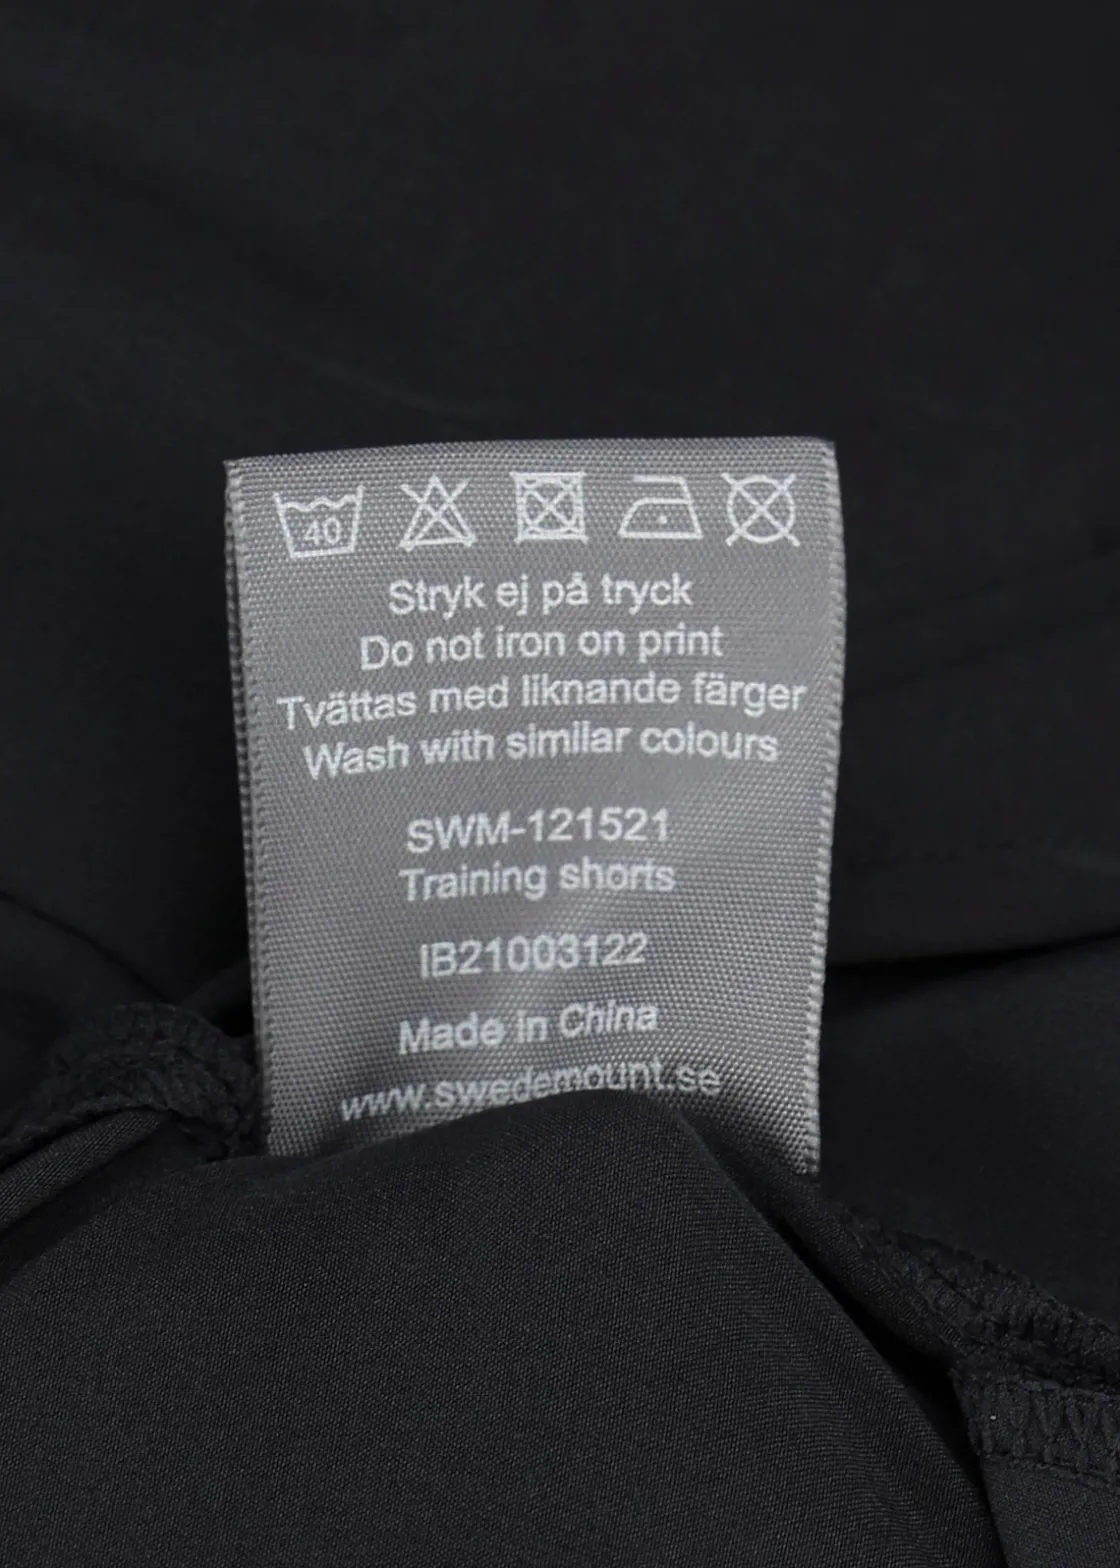 40
Stryk ej på tryck
Do not iron on print
Tvättas med liknande färger
Wash with similar colours
SWM-121521
Training shorts
IB21003122
Made in China
www.swedemount.se